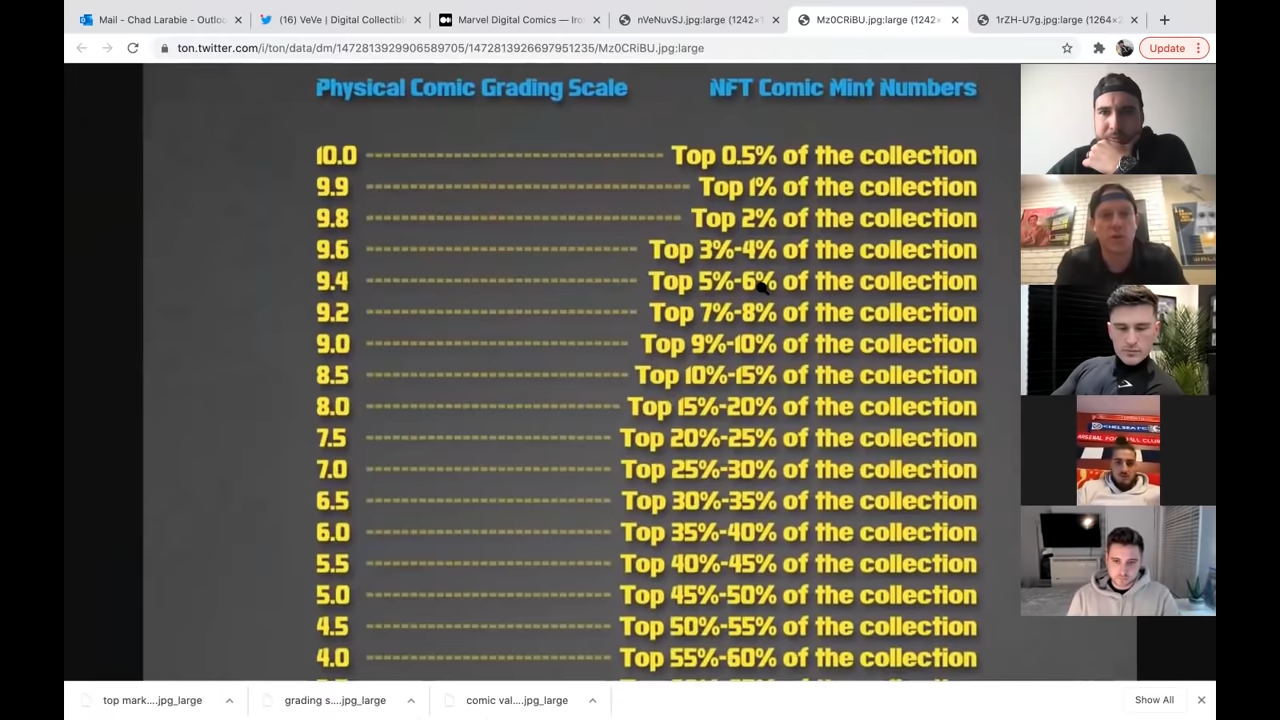 Mail - Chad Larabie - Outloo
(16) VeVe | Digital Collectibl
Marvel Digital Comics — Iro
nVeNuvSJ.jpg:large (1242×1
Mz0CRiBU.jpg:large (1242×
1rZH-U7g.jpg:large (1264×2
ton.twitter.com/i/ton/data/dm/1472813929906589705/1472813926697951235/Mz0CRiBU.jpg:large
Update
Physical Comic Grading Scale NFT Comic Mint Numbers
10.0 Top 0.5% of the collection
9.9 Top 1% of the collection
9.8 Top 2% of the collection
9.6 Top 3%-4% of the collection
9.4 Top 5%-6% of the collection
9.2 Top 7%-8% of the collection
9.0 Top 9%-10% of the collection
8.5 Top 10%-15% of the collection
8.0 Top 15%-20% of the collection
7.5 Top 20%-25% of the collection
7.0 Top 25%-30% of the collection
6.5 Top 30%-35% of the collection
6.0 Top 35%-40% of the collection
5.5 Top 40%-45% of the collection
5.0 Top 45%-50% of the collection
4.5 Top 50%-55% of the collection
4.0 Top 55%-60% of the collection
CHELSEA FC
ARSENAL FOOTBALL CLUB
top mark....jpg_large
grading s....jpg_large
comic val....jpg_large
Show All